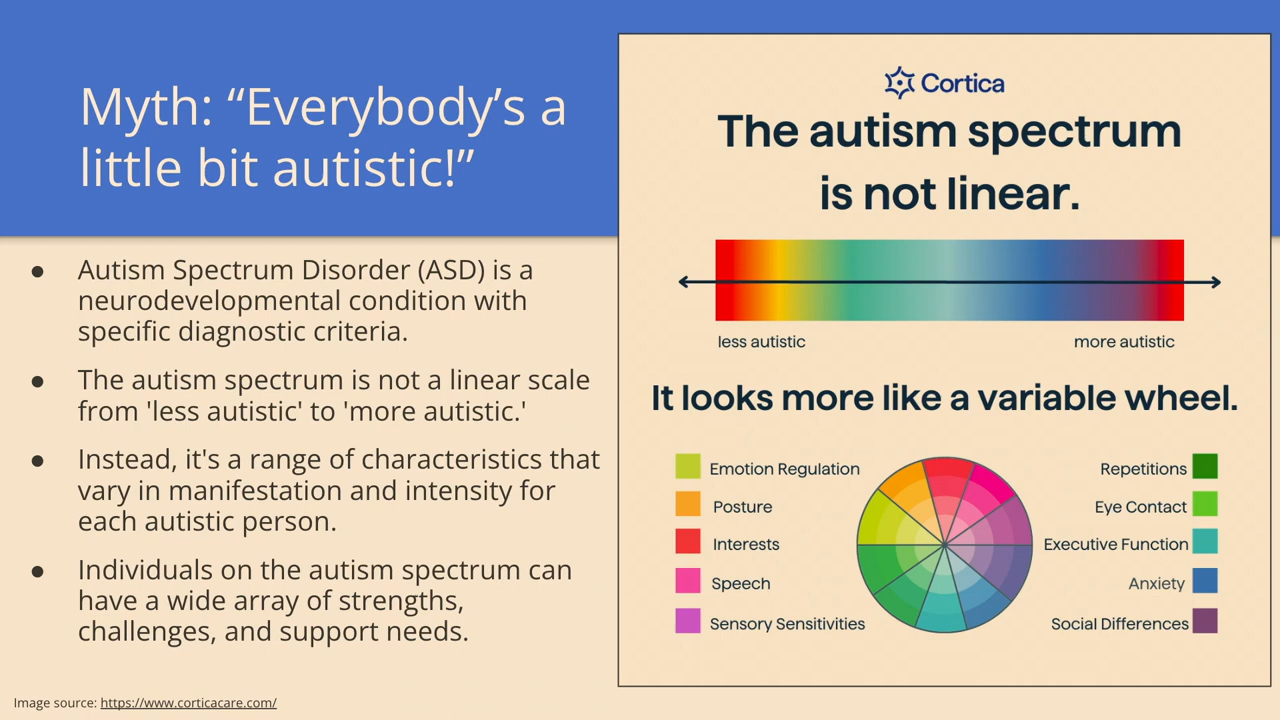 Myth: “Everybody’s a
little bit autistic!”
● Autism Spectrum Disorder (ASD) is a
neurodevelopmental condition with
specific diagnostic criteria.
● The autism spectrum is not a linear scale
from 'less autistic' to 'more autistic.'
● Instead, it's a range of characteristics that
vary in manifestation and intensity for
each autistic person.
● Individuals on the autism spectrum can
have a wide array of strengths,
challenges, and support needs.
Image source: https://www.corticacare.com/
Cortica
The autism spectrum
is not linear.
less autistic
more autistic
It looks more like a variable wheel.
Emotion Regulation
Posture
Interests
Speech
Sensory Sensitivities
Repetitions
Eye Contact
Executive Function
Anxiety
Social Differences